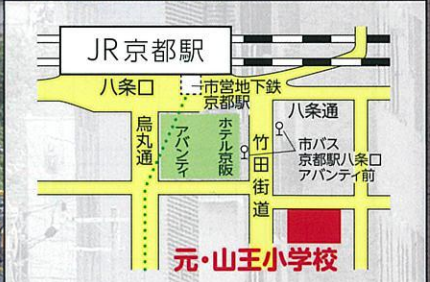 JR京都駅
八条口
市営地下鉄
京都駅
八条通
烏丸通
アバンティ
ホテル京阪
竹田街道
市バス
京都駅八条口
アバンティ前
元・山王小学校